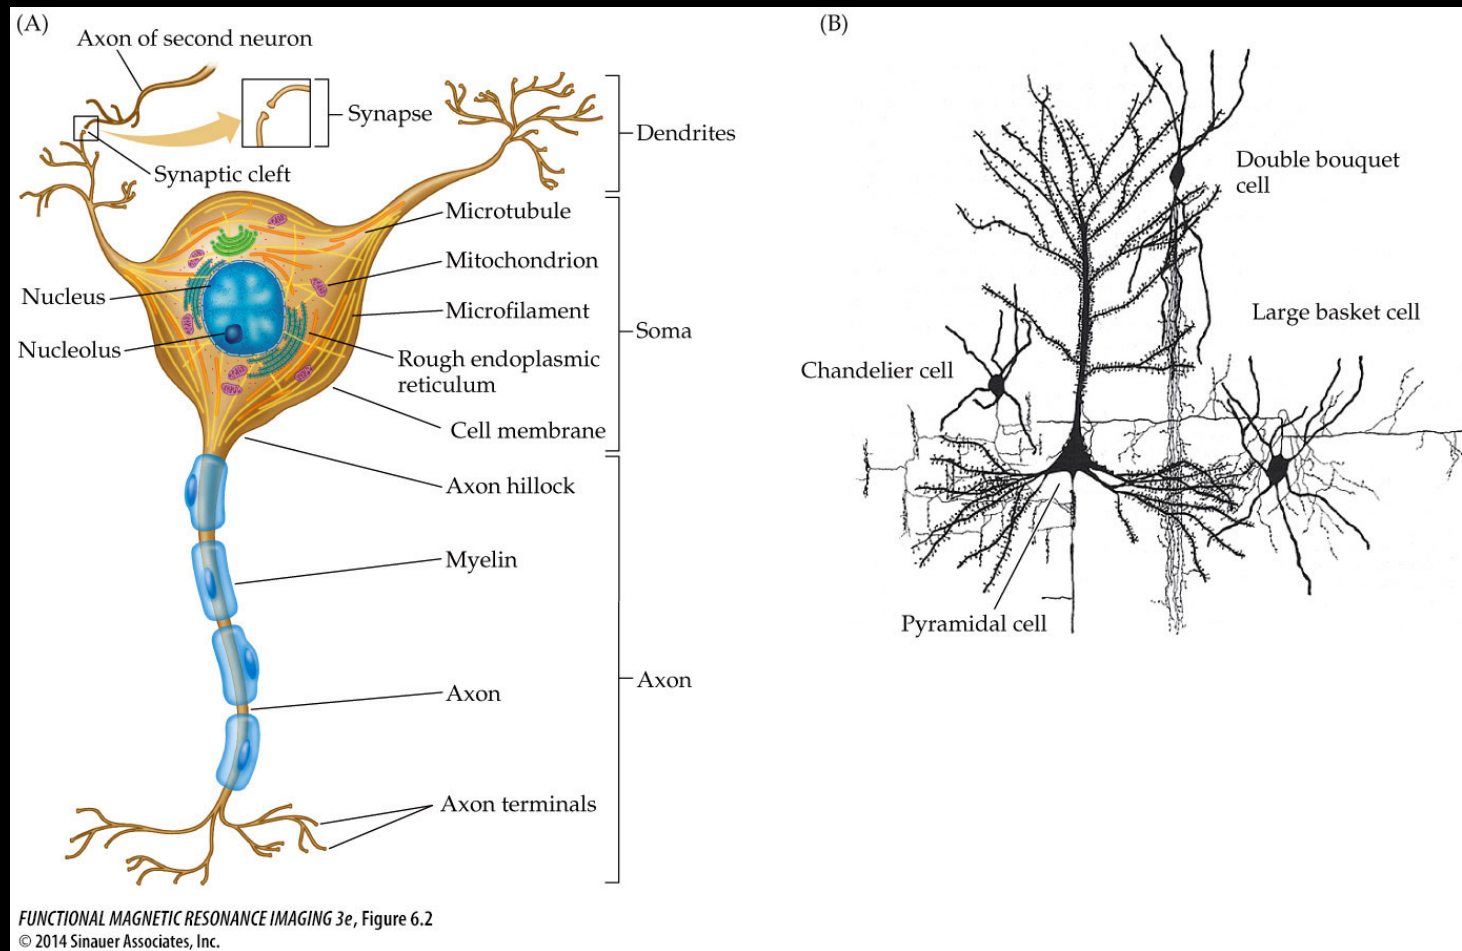 (A)
Axon of second neuron
Synapse
Synaptic cleft
Dendrites
Microtubule
Mitochondrion
Nucleus
Microfilament
Soma
Nucleolus
Rough endoplasmic
reticulum
Cell membrane
Axon hillock
Myelin
Axon
Axon
Axon terminals
(B)
Double bouquet
cell
Large basket cell
Chandelier cell
Pyramidal cell
FUNCTIONAL MAGNETIC RESONANCE IMAGING 3e, Figure 6.2
© 2014 Sinauer Associates, Inc.